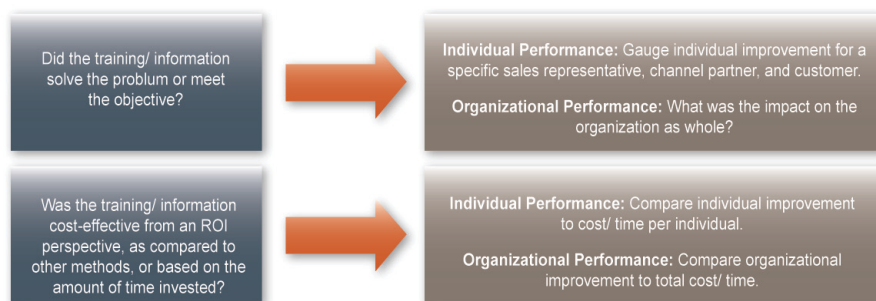 Did the training/ information
solve the problem or meet
the objective?
Individual Performance: Gauge individual improvement for a
specific sales representative, channel partner, and customer.
Organizational Performance: What was the impact on the
organization as whole?
Was the training/ information
cost-effective from an ROI
perspective, as compared to
other methods, or based on the
amount of time invested?
Individual Performance: Compare individual improvement
to cost/ time per individual.
Organizational Performance: Compare organizational
improvement to total cost/ time.